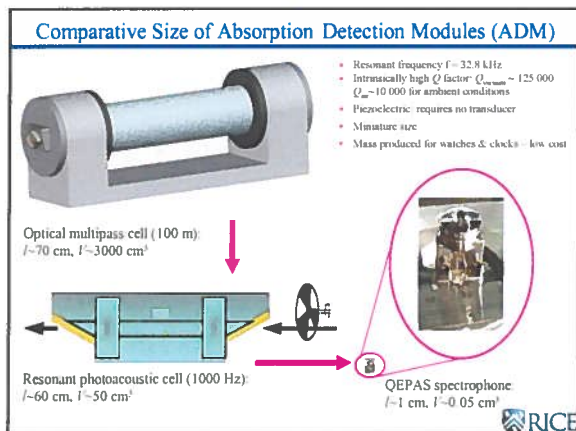 Comparative Size of Absorption Detection Modules (ADM)
• Resonant frequency f = 32.8 kHz
• Intrinsically high Q factor: Q ~ 125 000
Q ~10 000 for ambient conditions
• Piezoelectric requires no transducer
• Miniature size
• Mass produced for watches & clocks – low cost
Optical multipass cell (100 m):
l~70 cm, V~3000 cm³
Resonant photoacoustic cell (1000 Hz):
l~60 cm, V~50 cm³
QEPAS spectrophone:
l~1 cm, V~0.05 cm³
RICE